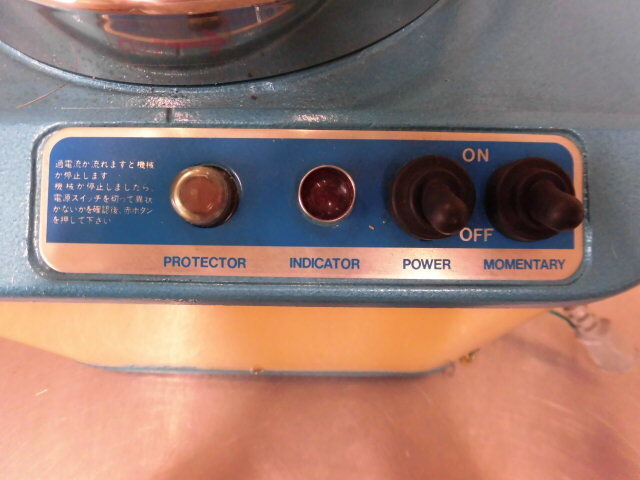 過電流が流れますと機械
が停止します
機械が停止しましたら、
電源スイッチを切って異状
がないかを確認後、赤ボタン
を押して下さい
ON
OFF
PROTECTOR INDICATOR POWER MOMENTARY